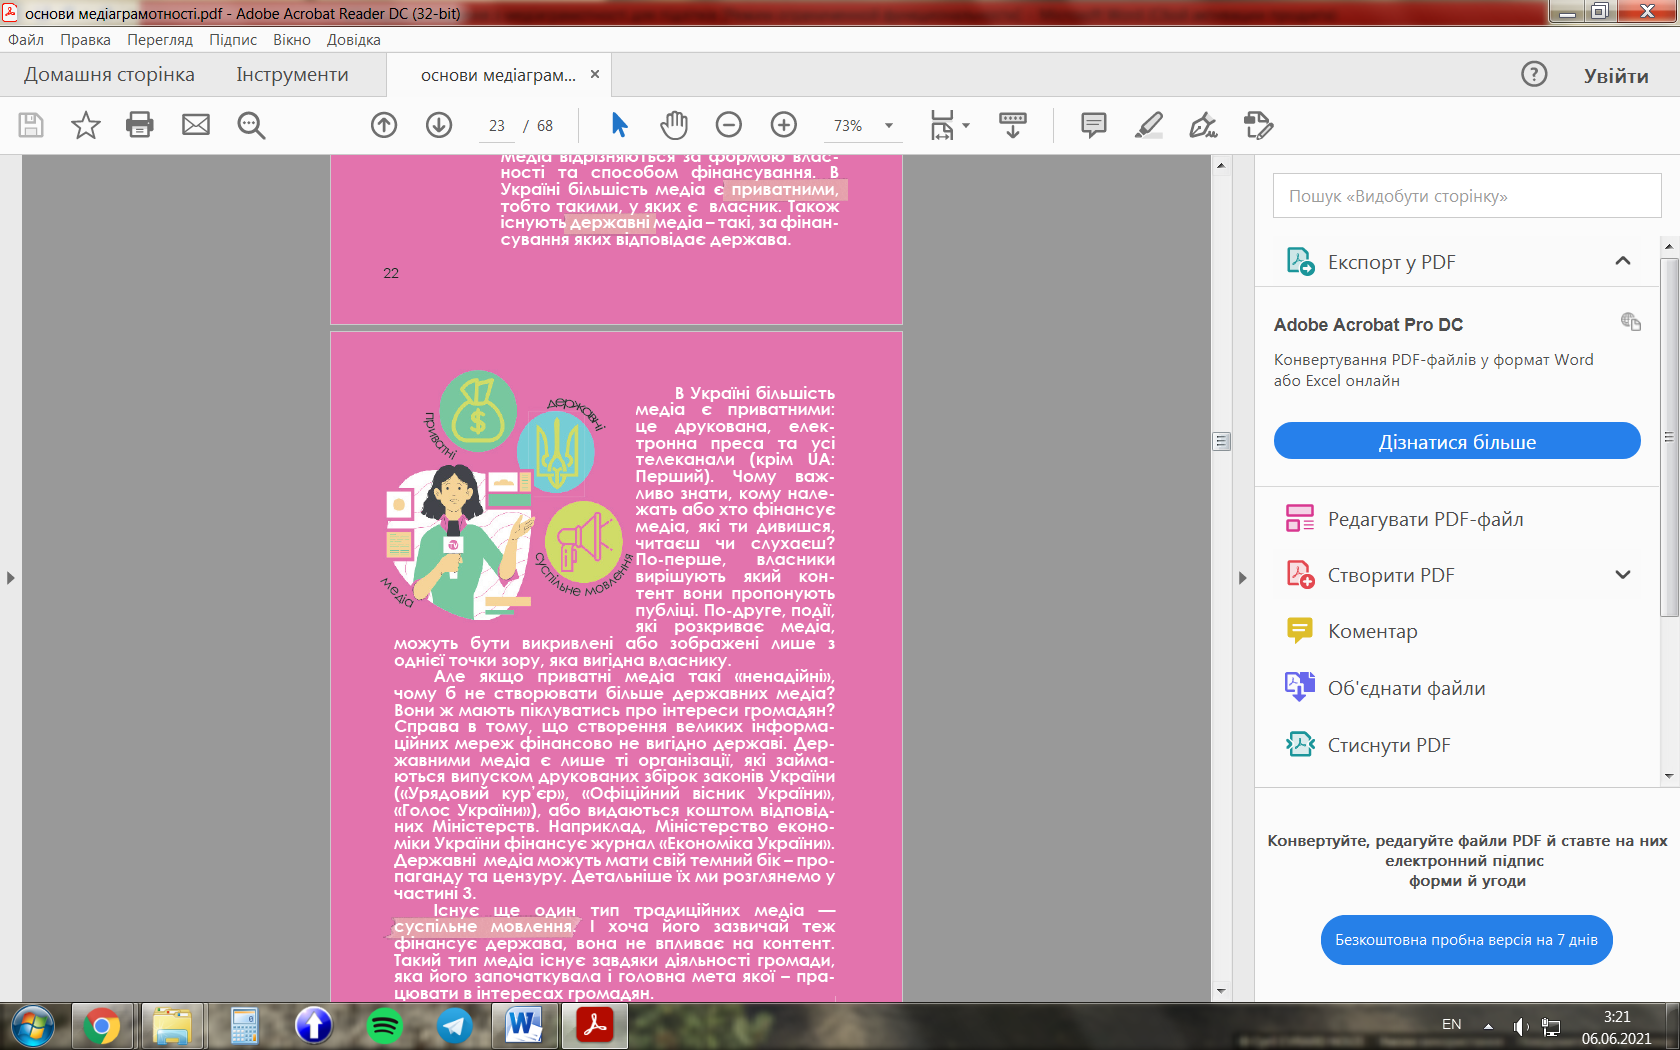 основи медіаграмотності.pdf - Adobe Acrobat Reader DC (32-bit)
Файл Правка Перегляд Підпис Вікно Довідка
Домашня сторінка Інструменти основи медіаграм... × Увійти
23 / 68 73%
Медіа відрізняються за формою влас-
ності та способом фінансування. В
Україні більшість медіа є приватними,
тобто такими, у яких є власник. Також
існують державні медіа – такі, за фінан-
сування яких відповідає держава.
22
приватні
державні
суспільне мовлення
медіа
TV
В Україні більшість
медіа є приватними:
це друкована, елек-
тронна преса та усі
телеканали (крім UA:
Перший). Чому важ-
ливо знати, кому нале-
жать або хто фінансує
медіа, які ти дивишся,
читаєш чи слухаєш?
По-перше, власники
вирішують який кон-
тент вони пропонують
публіці. По-друге, події,
які розкриває медіа,
можуть бути викривлені або зображені лише з
однієї точки зору, яка вигідна власнику.
Але якщо приватні медіа такі «ненадійні»,
чому б не створювати більше державних медіа?
Вони ж мають піклуватись про інтереси громадян?
Справа в тому, що створення великих інформа-
ційних мереж фінансово не вигідно державі. Дер-
жавними медіа є лише ті організації, які займа-
ються випуском друкованих збірок законів України
(«Урядовий кур'єр», «Офіційний вісник України»,
«Голос України»), або видаються коштом відповід-
них Міністерств. Наприклад, Міністерство еконо-
міки України фінансує журнал «Економіка України».
Державні медіа можуть мати свій темний бік – про-
паганду та цензуру. Детальніше їх ми розглянемо у
частині 3.
Існує ще один тип традиційних медіа —
суспільне мовлення. І хоча його зазвичай теж
фінансує держава, вона не впливає на контент.
Такий тип медіа існує завдяки діяльності громади,
яка його започаткувала і головна мета якої – пра-
цювати в інтересах громадян.
Пошук «Видобути сторінку»
Експорт у PDF
Adobe Acrobat Pro DC
Конвертування PDF-файлів у формат Word
або Excel онлайн
Дізнатися більше
Редагувати PDF-файл
Створити PDF
Коментар
Об'єднати файли
Стиснути PDF
Конвертуйте, редагуйте файли PDF й ставте на них
електронний підпис
форми й угоди
Безкоштовна пробна версія на 7 днів
EN
3:21
06.06.2021